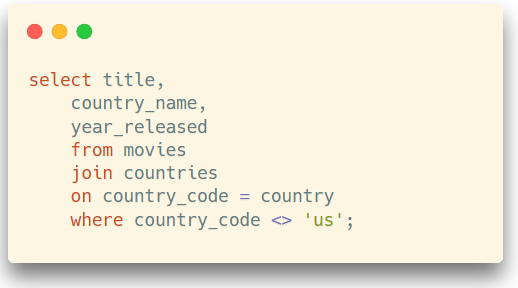 select title,
    country_name,
    year_released
    from movies
    join countries
    on country_code = country
    where country_code <> 'us';